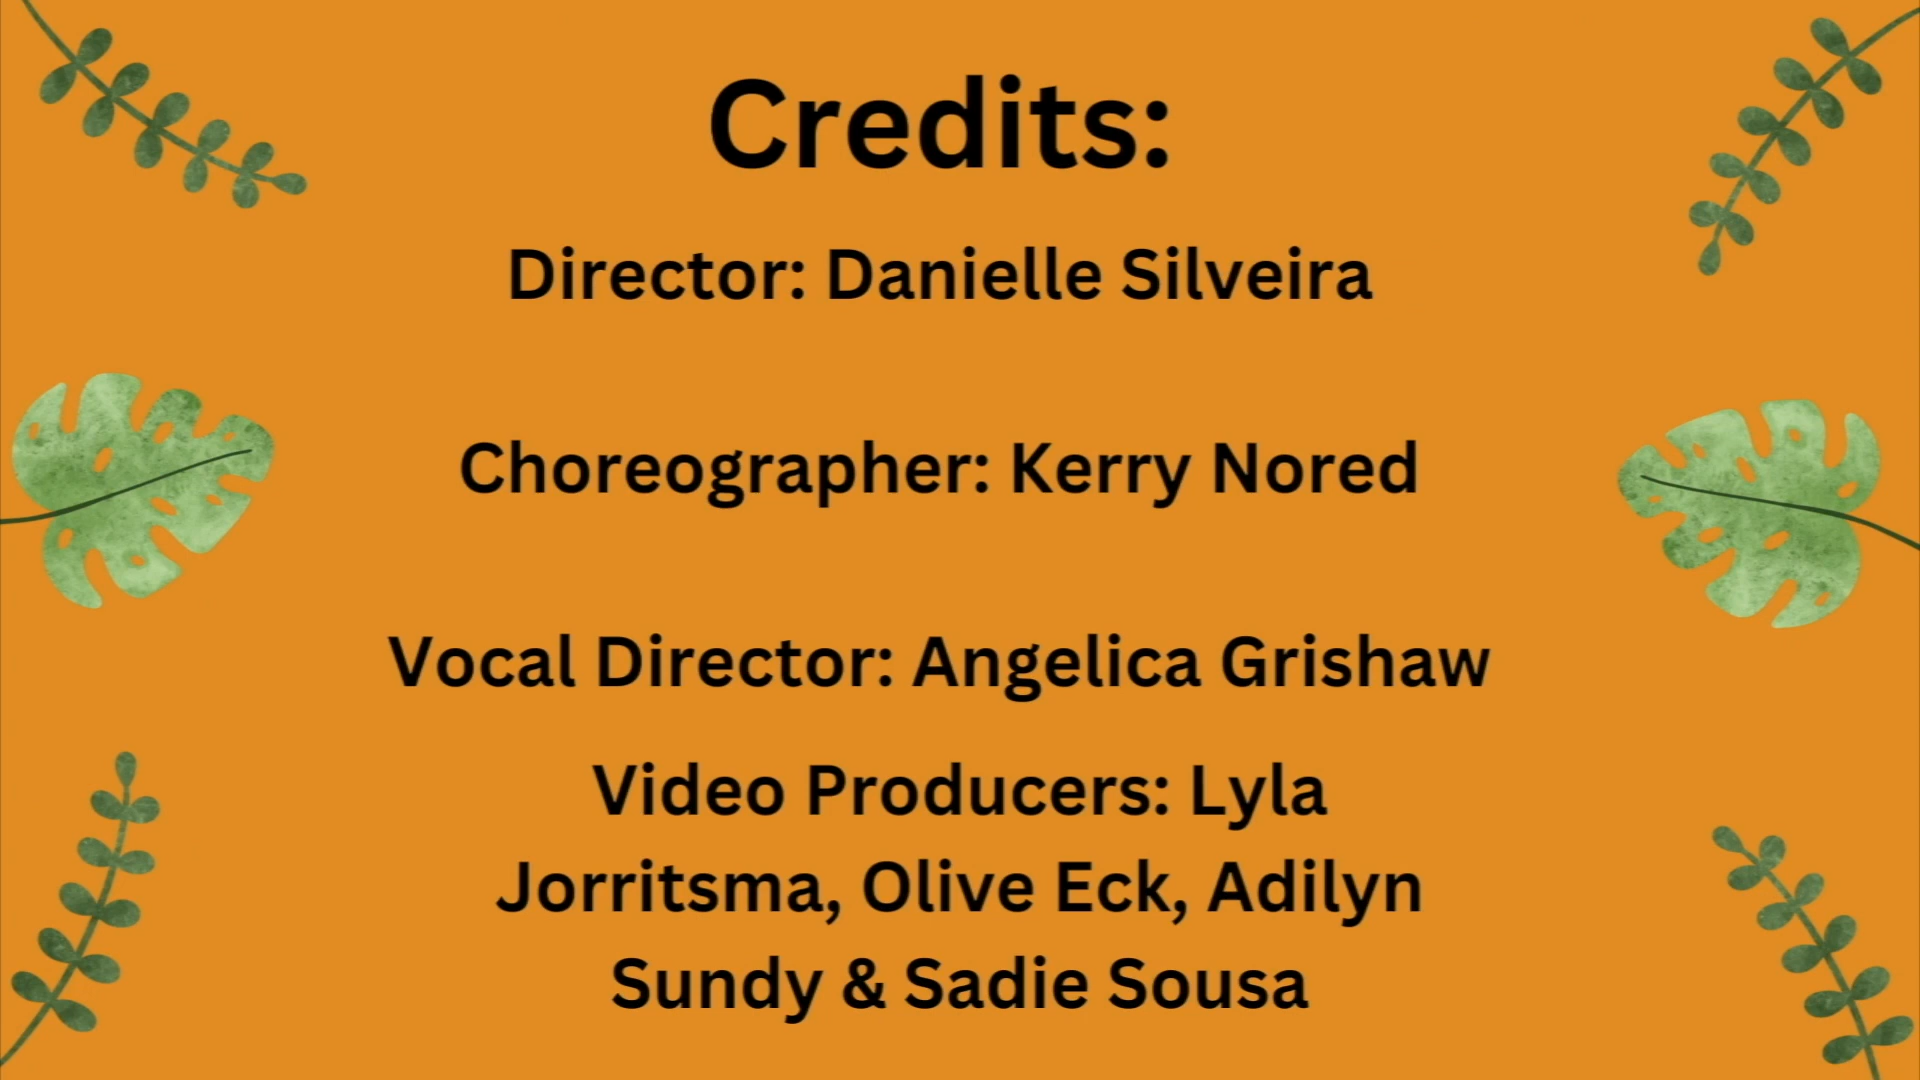 Credits:
Director: Danielle Silveira
Choreographer: Kerry Nored
Vocal Director: Angelica Grishaw
Video Producers: Lyla
Jorritsma, Olive Eck, Adilyn
Sundy & Sadie Sousa